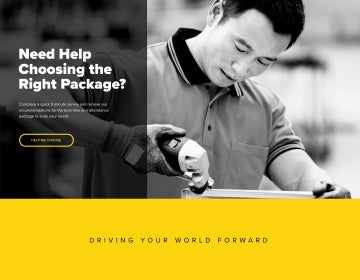 Need Help
Choosing the
Right Package?
Complete a quick 5 minute survey and receive our
recommendations for the best time and attendance
package to suite your needs
HELP ME CHOOSE
DRIVING YOUR WORLD FORWARD